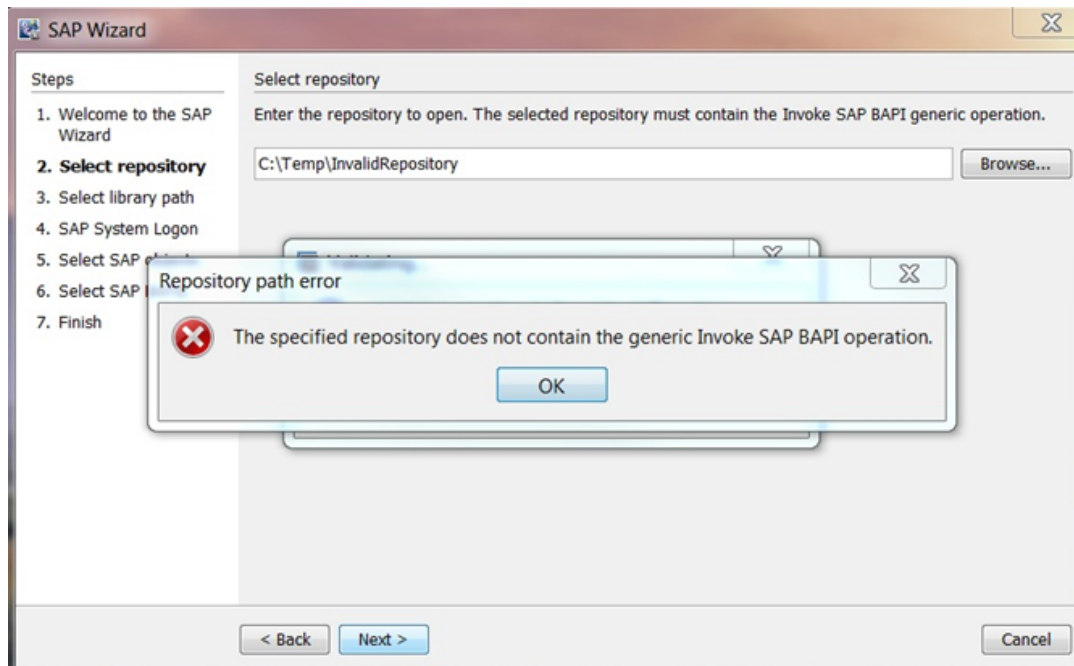 SAP Wizard
Steps
1. Welcome to the SAP
Wizard
2. Select repository
3. Select library path
4. SAP System Logon
5. Select SAP
6. Select SAP
7. Finish
Select repository
Enter the repository to open. The selected repository must contain the Invoke SAP BAPI generic operation.
C:\Temp\InvalidRepository
Browse...
Validating...
Repository path error
The specified repository does not contain the generic Invoke SAP BAPI operation.
OK
< Back
Next >
Cancel